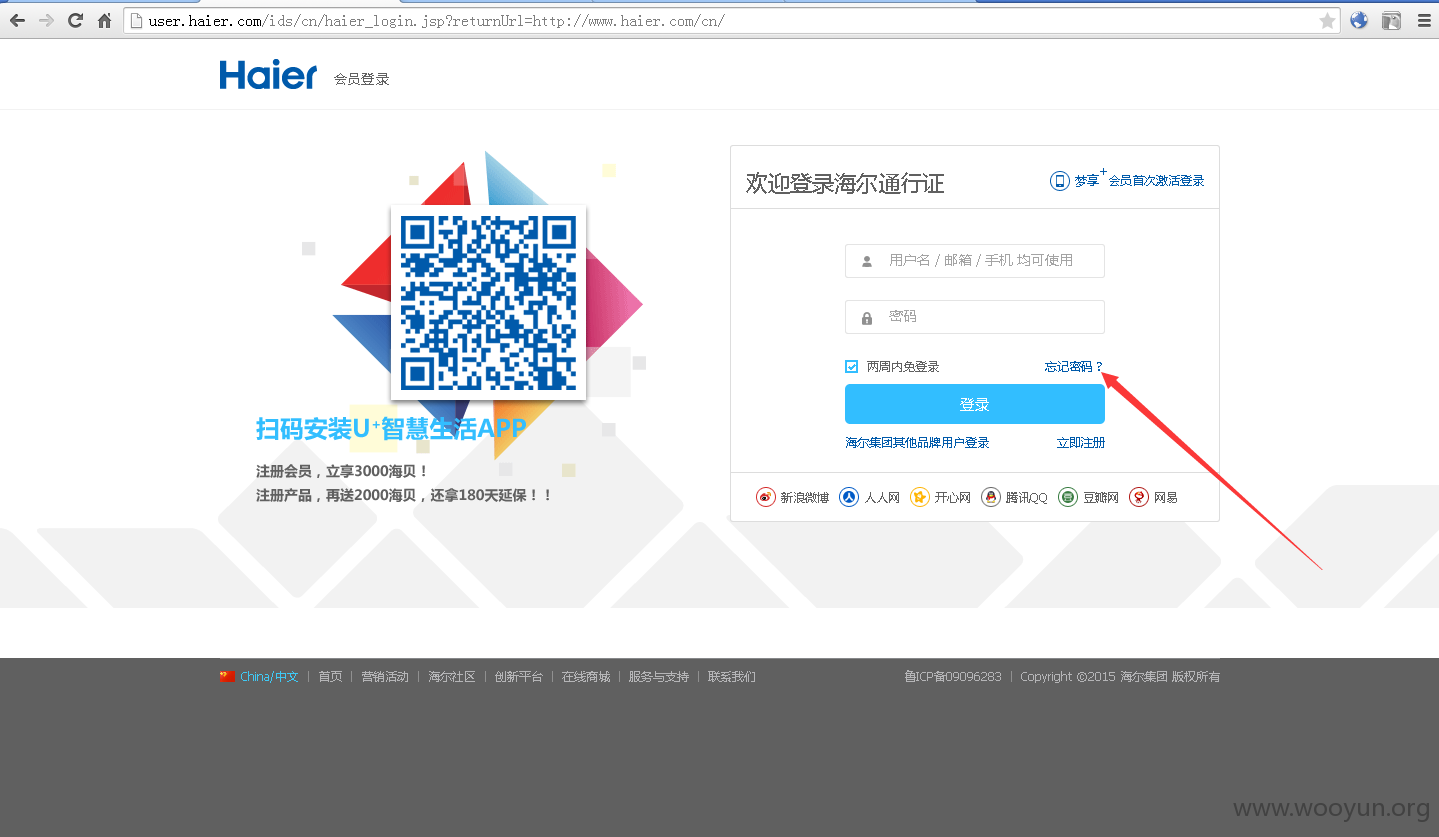 user.haier.com/ids/cn/haier_login.jsp?returnUrl=http://www.haier.com/cn/
Haier 会员登录
欢迎登录海尔通行证
梦享+会员首次激活登录
用户名 / 邮箱 / 手机 均可使用
密码
两周内免登录 忘记密码？
登录
海尔集团其他品牌用户登录 立即注册
新浪微博 人人网 开心网 腾讯QQ 豆瓣网 网易
扫码安装U+智慧生活APP
注册会员，立享3000海贝！
注册产品，再送2000海贝，还拿180天延保！！
China/中文 | 首页 | 营销活动 | 海尔社区 | 创新平台 | 在线商城 | 服务与支持 | 联系我们
鲁ICP备09096283 | Copyright ©2015 海尔集团 版权所有
www.wooyun.org